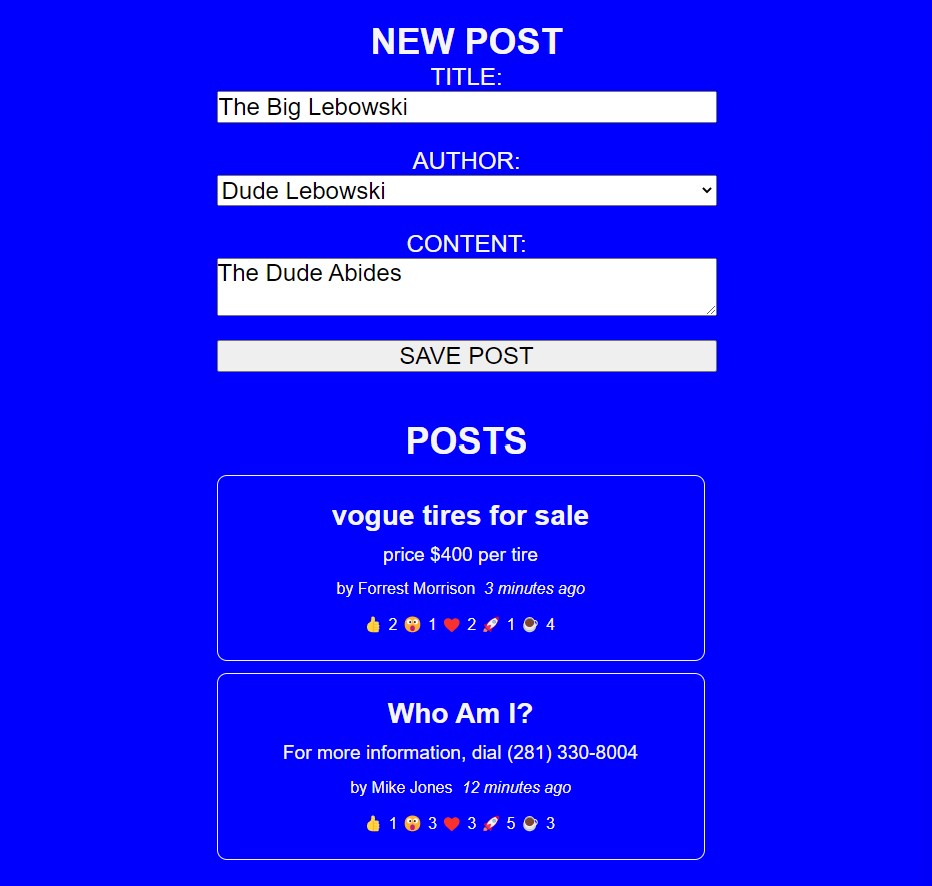 NEW POST
TITLE:
The Big Lebowski
AUTHOR:
Dude Lebowski
CONTENT:
The Dude Abides
SAVE POST
POSTS
vogue tires for sale
price $400 per tire
by Forrest Morrison 3 minutes ago
👍 2 😲 1 ❤️ 2 🚀 1 ☕ 4
Who Am I?
For more information, dial (281) 330-8004
by Mike Jones 12 minutes ago
👍 1 😲 3 ❤️ 3 🚀 5 ☕ 3